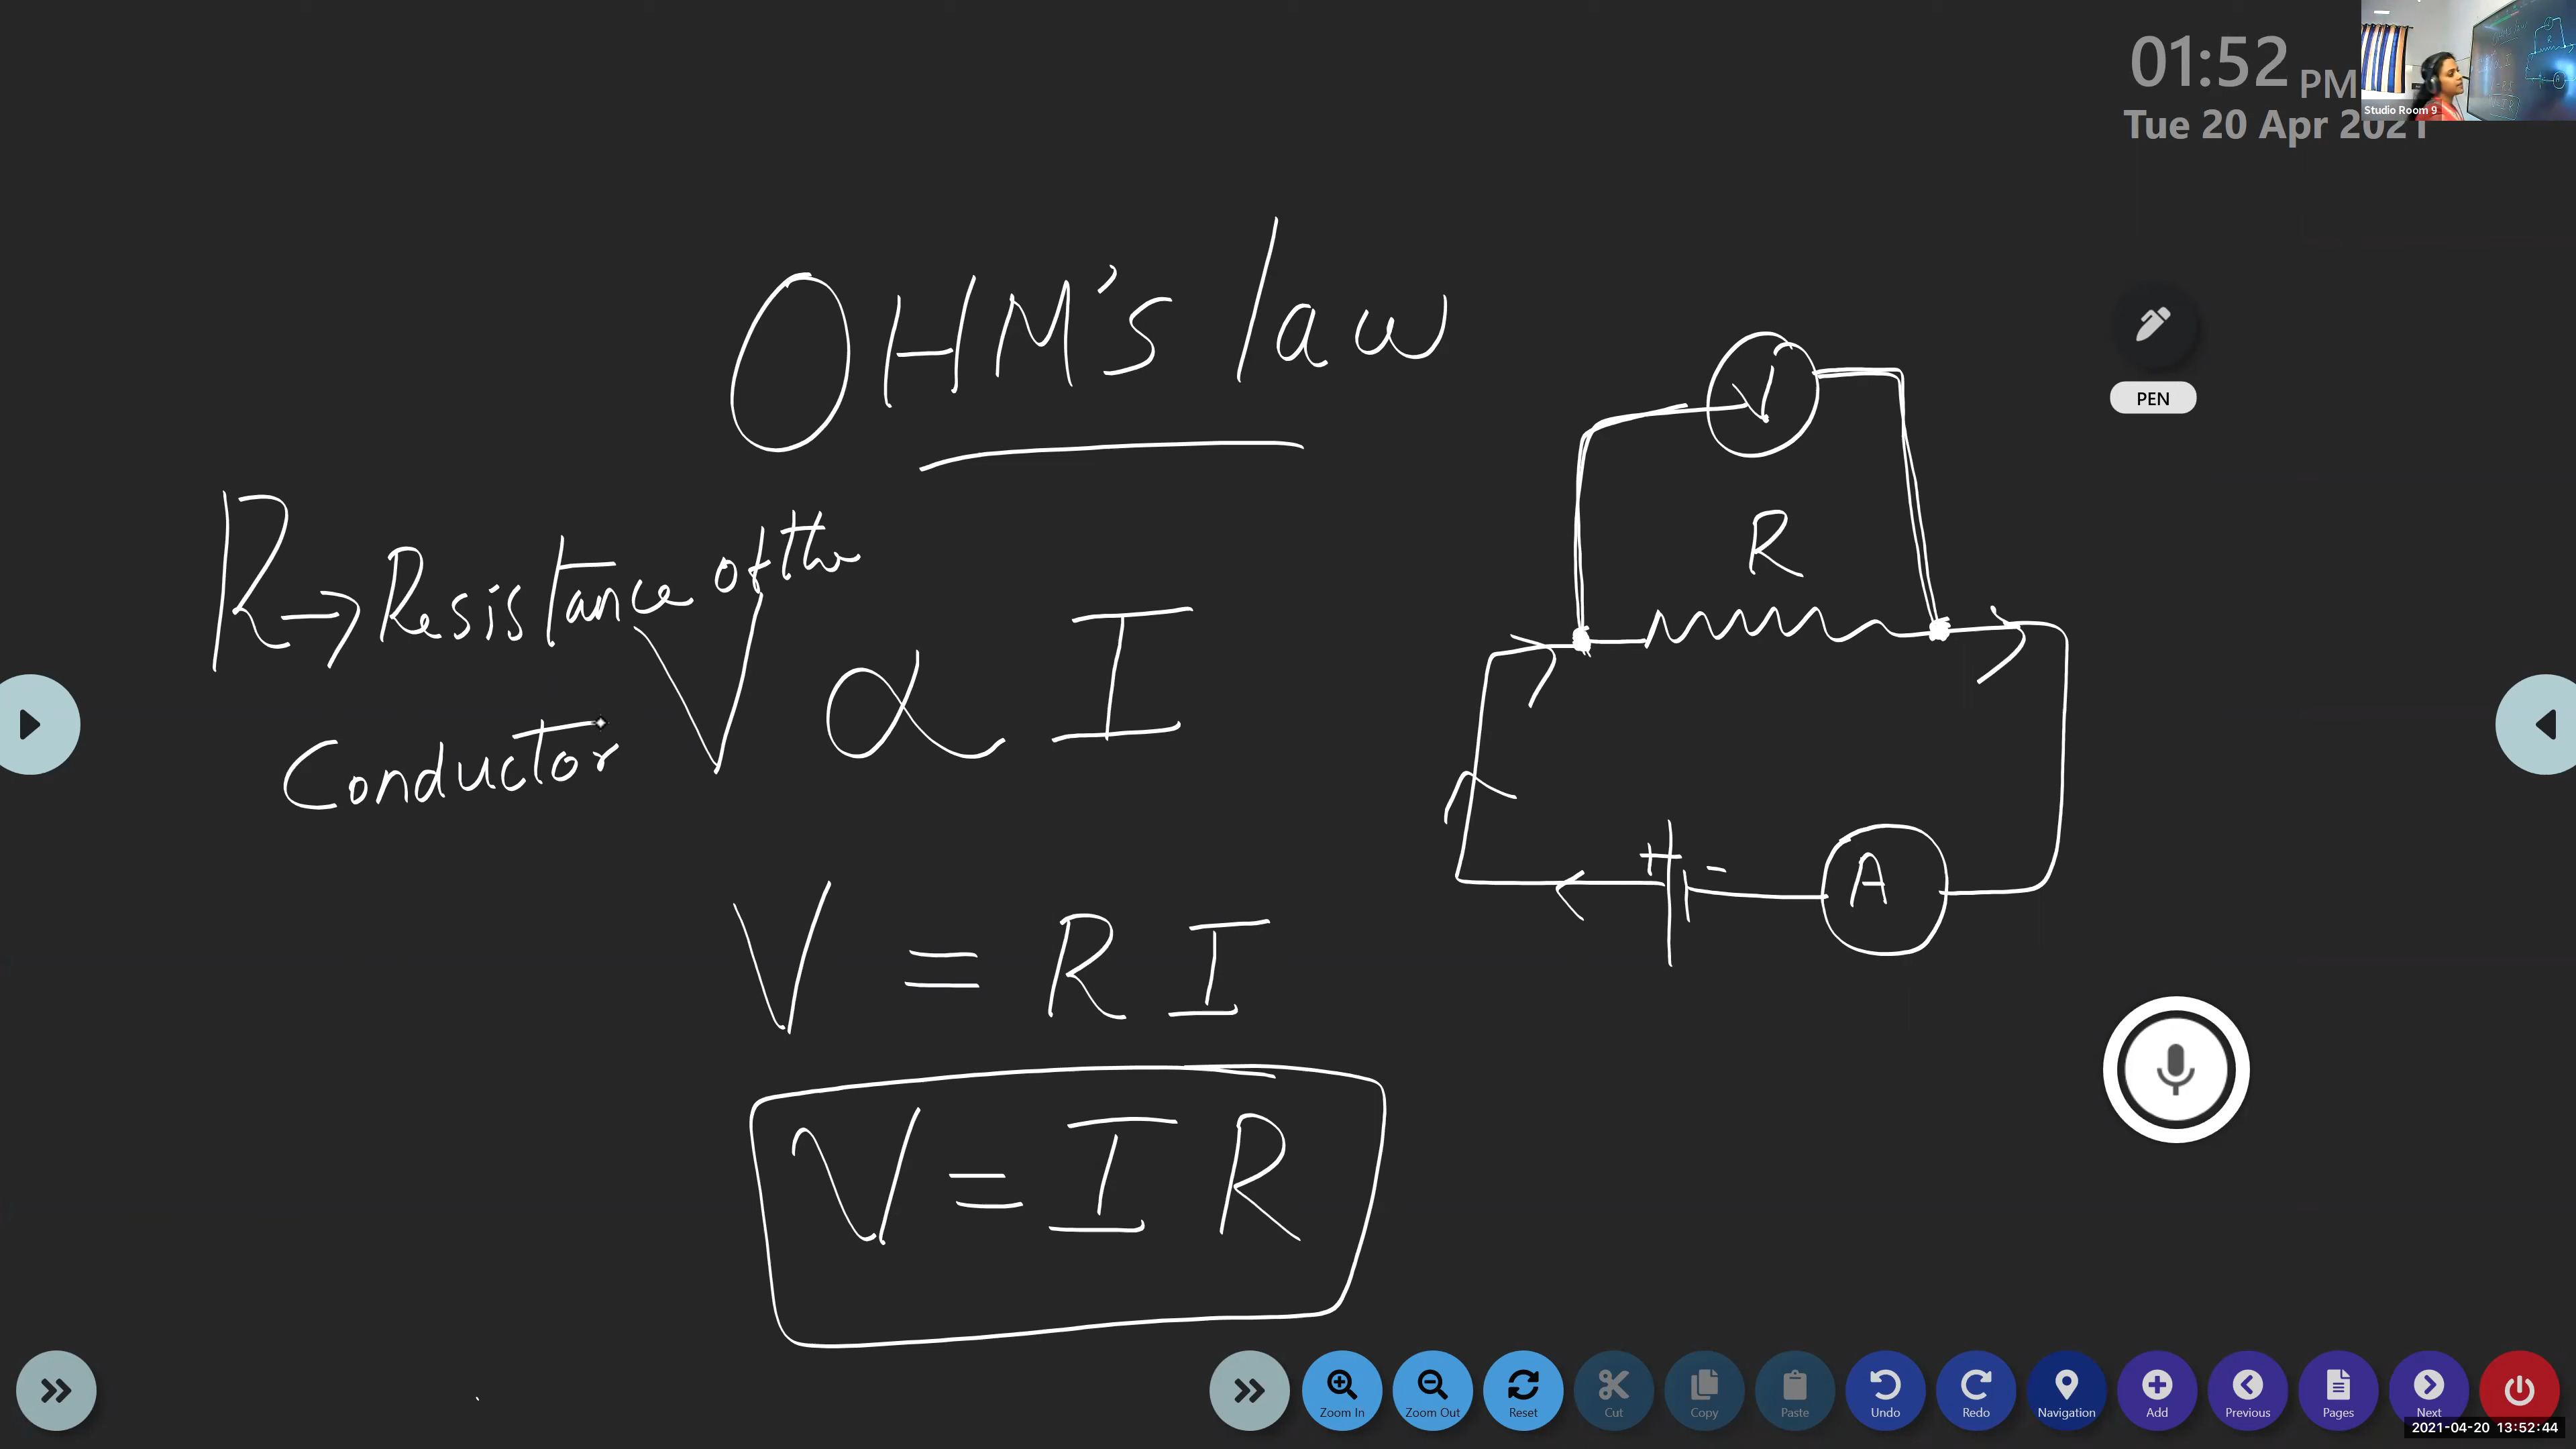 01:52 PM
Tue 20 Apr 2021
Studio Room 9
OHM's law
R → Resistance of the
Conductor
V α I
V = R I
V = I R
V
R
+ -
A
PEN
Zoom In
Zoom Out
Reset
Cut
Copy
Paste
Undo
Redo
Navigation
Add
Previous
Pages
Next
2021-04-20 13:52:44